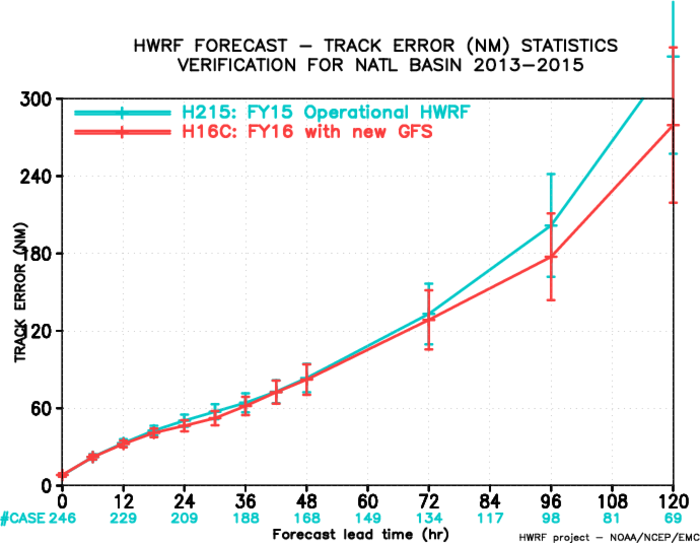 HWRF FORECAST – TRACK ERROR (NM) STATISTICS
VERIFICATION FOR NATL BASIN 2013–2015
H215: FY15 Operational HWRF
H16C: FY16 with new GFS
300
240
180
120
60
0
TRACK ERROR (NM)
0 12 24 36 48 60 72 84 96 108 120
#CASE 246 229 209 188 168 149 134 117 98 81 69
Forecast lead time (hr)
HWRF project – NOAA/NCEP/EMC